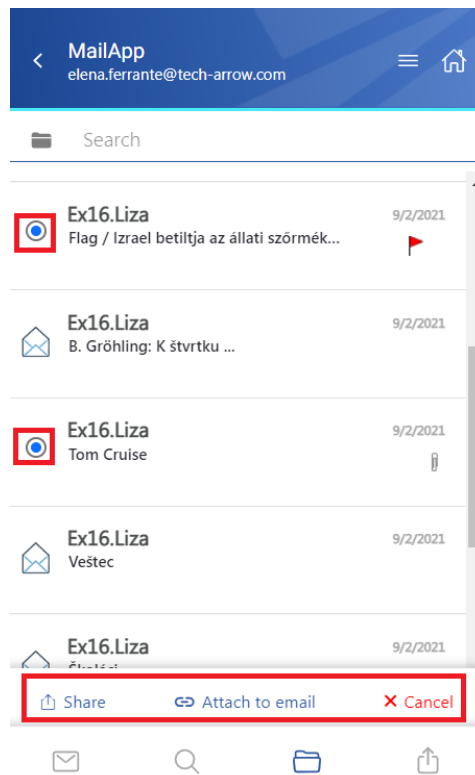 MailApp
elena.ferrante@tech-arrow.com
Search
Ex16.Liza 9/2/2021
Flag / Izrael betiltja az állati szőrmék...
Ex16.Liza 9/2/2021
B. Gröhling: K štvrtku ...
Ex16.Liza 9/2/2021
Tom Cruise
Ex16.Liza 9/2/2021
Veštec
Ex16.Liza 9/2/2021
Share Attach to email Cancel